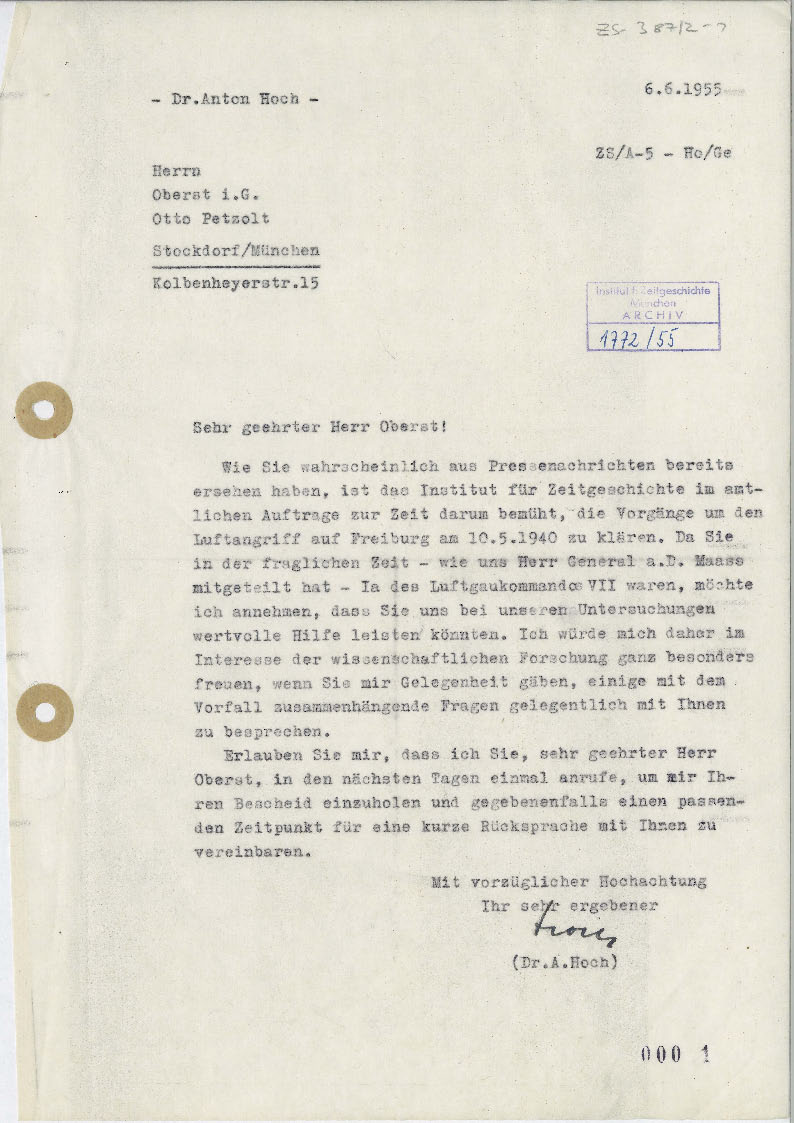 ZS-387/2-7
- Dr.Anton Hoch -
6.6.1955
ZS/A-5 - Ho/Ge
Herrn
Oberst i.G.
Otto Petzolt
Stockdorf/München
Kolbenheyerstr.15
Institut f. Zeitgeschichte
München
ARCHIV
1772/55
Sehr geehrter Herr Oberst!
Wie Sie wahrscheinlich aus Pressenachrichten bereits
ersehen haben, ist das Institut für Zeitgeschichte im amt-
lichen Auftrage zur Zeit darum bemüht, die Vorgänge um den
Luftangriff auf Freiburg am 10.5.1940 zu klären. Da Sie
in der fraglichen Zeit - wie uns Herr General a.D. Maass
mitgeteilt hat - Ia des Luftgaukommandos VII waren, möchte
ich annehmen, dass Sie uns bei unseren Untersuchungen
wertvolle Hilfe leisten könnten. Ich würde mich daher im
Interesse der wissenschaftlichen Forschung ganz besonders
freuen, wenn Sie mir Gelegenheit gäben, einige mit dem
Vorfall zusammenhängende Fragen gelegentlich mit Ihnen
zu besprechen.
Erlauben Sie mir, dass ich Sie, sehr geehrter Herr
Oberst, in den nächsten Tagen einmal anrufe, um mir Ih-
ren Bescheid einzuholen und gegebenenfalls einen passen-
den Zeitpunkt für eine kurze Rücksprache mit Ihnen zu
vereinbaren.
Mit vorzüglicher Hochachtung
Ihr sehr ergebener
Hoch
(Dr.A.Hoch)
000 1